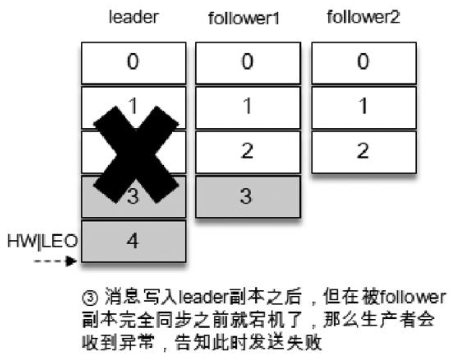 leader follower1 follower2
0 0 0
1 1 1
2 2
3 3
HW|LEO 4
③ 消息写入leader副本之后，但在被follower
副本完全同步之前就宕机了，那么生产者会
收到异常，告知此时发送失败